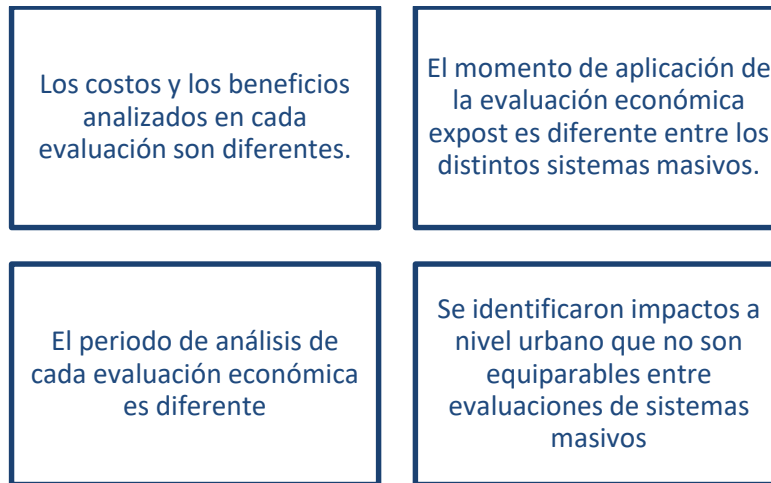 Los costos y los beneficios
analizados en cada
evaluación son diferentes.
El momento de aplicación de
la evaluación económica
expost es diferente entre los
distintos sistemas masivos.
El periodo de análisis de
cada evaluación económica
es diferente
Se identificaron impactos a
nivel urbano que no son
equiparables entre
evaluaciones de sistemas
masivos